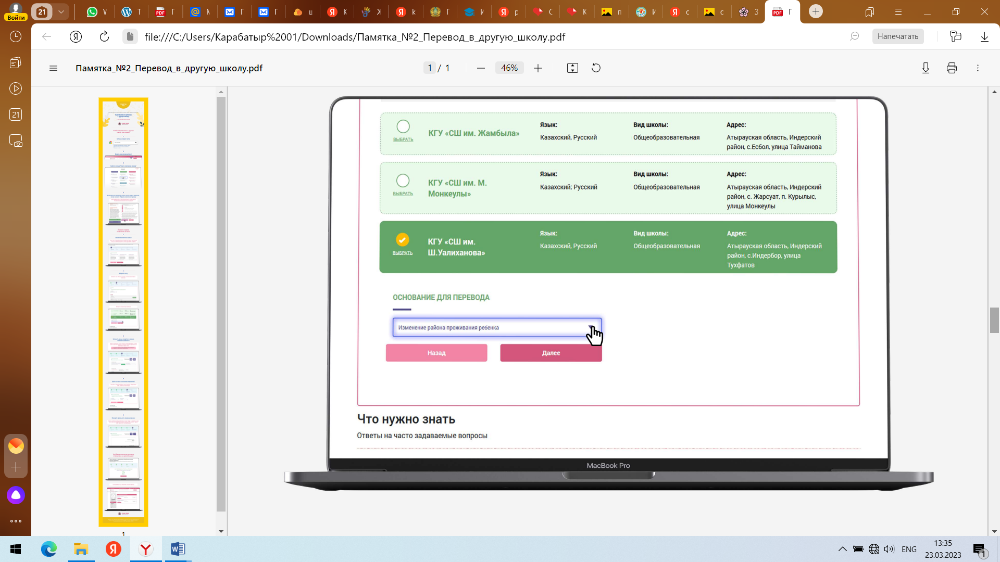 Войти
21
file:///C:/Users/Карабатыр%2001/Downloads/Памятка_№2_Перевод_в_другую_школу.pdf
Напечатать
Памятка_№2_Перевод_в_другую_школу.pdf
1 / 1
46%
21
ВЫБРАТЬ
КГУ «СШ им. Жамбыла»
Язык:
Казахский, Русский
Вид школы:
Общеобразовательная
Адрес:
Атырауская область, Индерский
район, с.Есбол, улица Тайманова
ВЫБРАТЬ
КГУ «СШ им. М.
Монкеулы»
Язык:
Казахский; Русский
Вид школы:
Общеобразовательная
Адрес:
Атырауская область, Индерский
район, с. Жарсуат, п. Курылыс,
улица Монкеулы
ВЫБРАТЬ
КГУ «СШ им.
Ш.Уалиханова»
Язык:
Казахский, Русский
Вид школы:
Общеобразовательная
Адрес:
Атырауская область, Индерский
район, с.Индербор, улица
Тухфатов
ОСНОВАНИЕ ДЛЯ ПЕРЕВОДА
Изменение района проживания ребенка
Назад
Далее
Что нужно знать
Ответы на часто задаваемые вопросы
MacBook Pro
1
ENG
13:35
23.03.2023
1